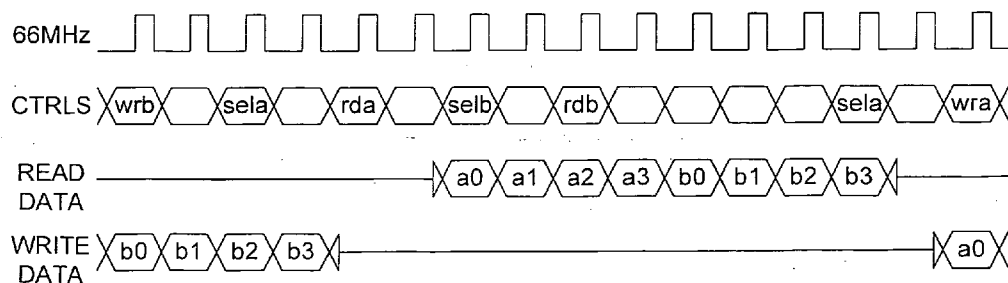 66MHz
CTRLS wrb sela rda selb rdb sela wra
READ DATA a0 a1 a2 a3 b0 b1 b2 b3
WRITE DATA b0 b1 b2 b3 a0